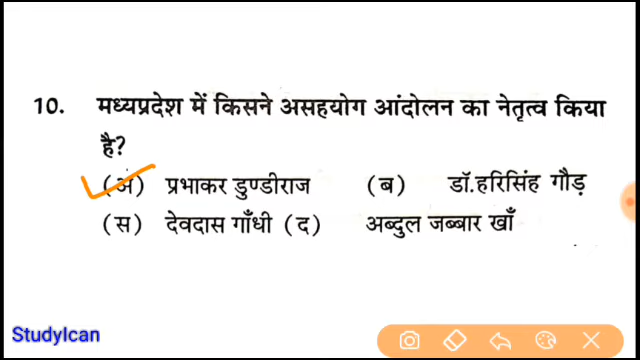 10. मध्यप्रदेश में किसने असहयोग आंदोलन का नेतृत्व किया
है?
(अ) प्रभाकर डुण्डीराज (ब) डॉ.हरिसिंह गौड़
(स) देवदास गाँधी (द) अब्दुल जब्बार खाँ
StudyIcan